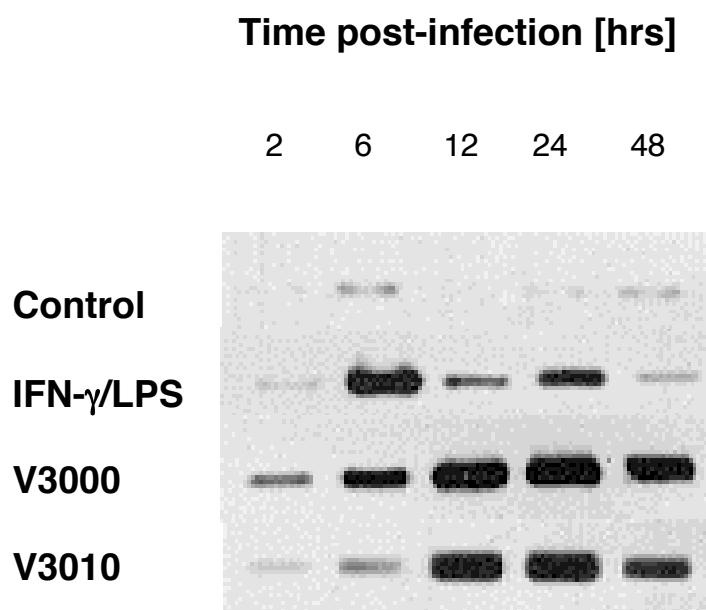 Time post-infection [hrs]
2 6 12 24 48
Control
IFN-γ/LPS
V3000
V3010